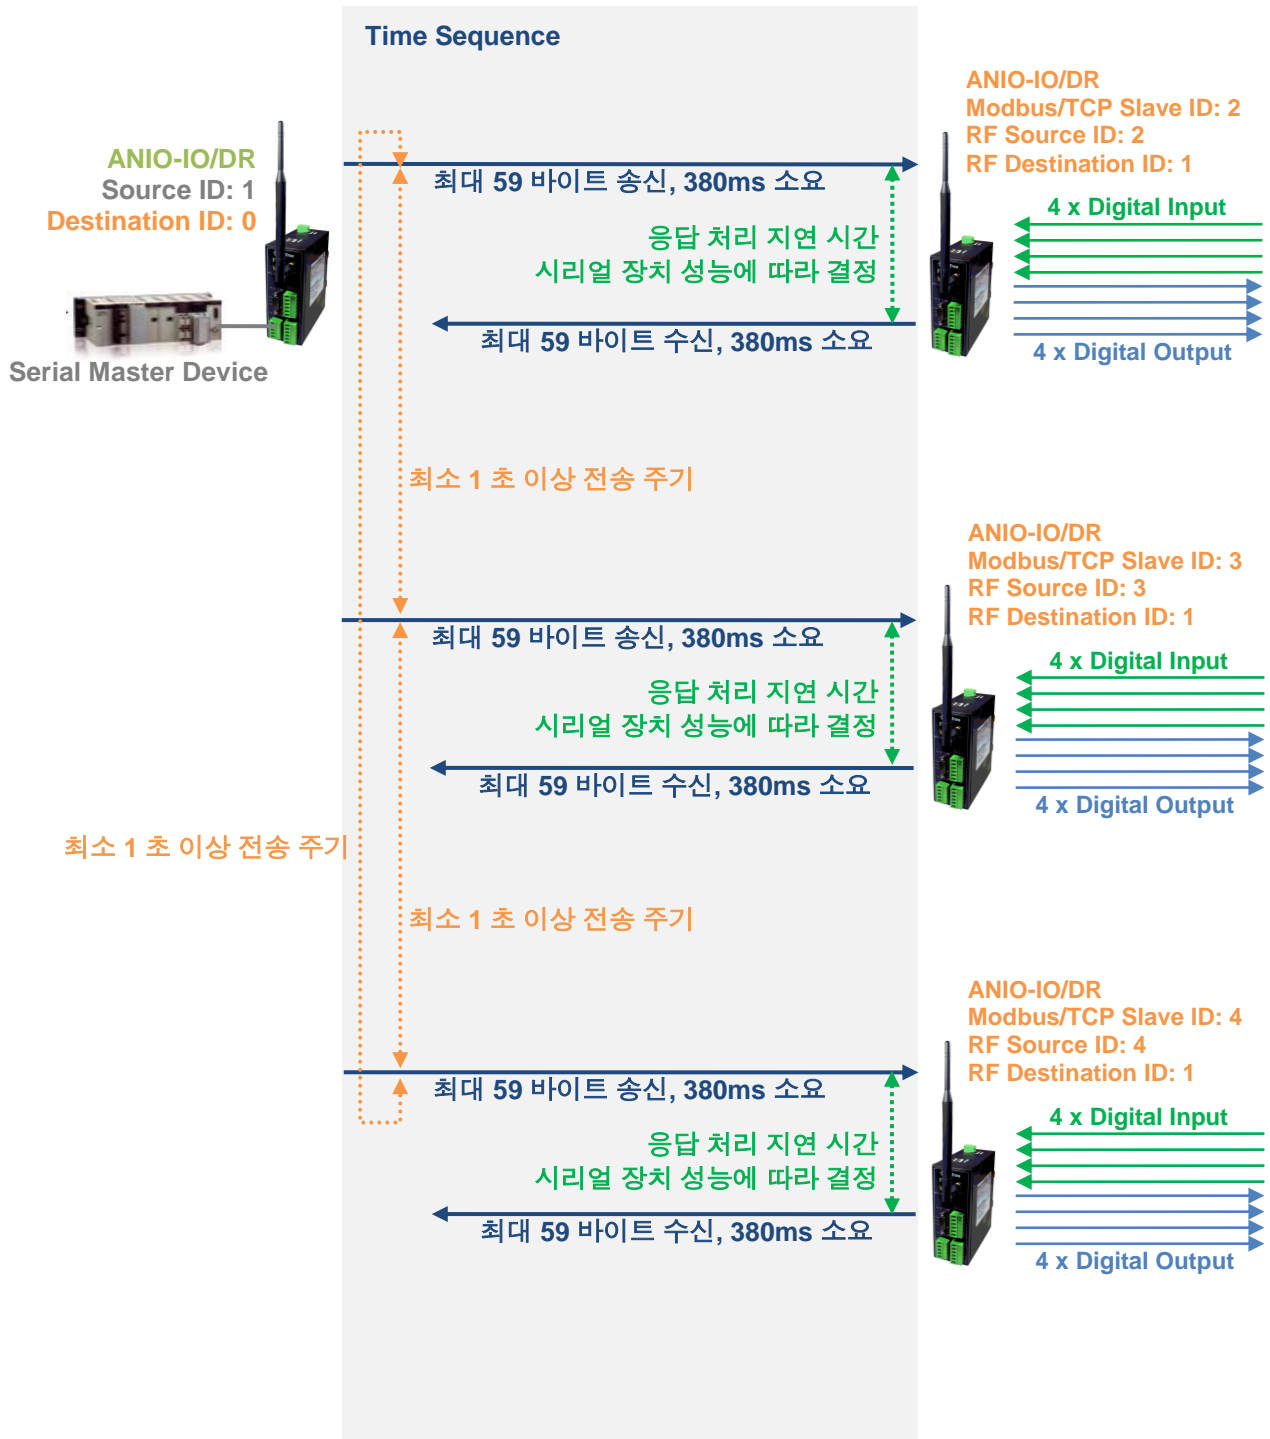 Time Sequence
ANIO-IO/DR
Source ID: 1
Destination ID: 0
Serial Master Device
ANIO-IO/DR
Modbus/TCP Slave ID: 2
RF Source ID: 2
RF Destination ID: 1
최대 59 바이트 송신, 380ms 소요
4 x Digital Input
응답 처리 지연 시간
시리얼 장치 성능에 따라 결정
최대 59 바이트 수신, 380ms 소요
4 x Digital Output
최소 1 초 이상 전송 주기
ANIO-IO/DR
Modbus/TCP Slave ID: 3
RF Source ID: 3
RF Destination ID: 1
최대 59 바이트 송신, 380ms 소요
4 x Digital Input
응답 처리 지연 시간
시리얼 장치 성능에 따라 결정
최대 59 바이트 수신, 380ms 소요
4 x Digital Output
최소 1 초 이상 전송 주기
최소 1 초 이상 전송 주기
ANIO-IO/DR
Modbus/TCP Slave ID: 4
RF Source ID: 4
RF Destination ID: 1
최대 59 바이트 송신, 380ms 소요
4 x Digital Input
응답 처리 지연 시간
시리얼 장치 성능에 따라 결정
최대 59 바이트 수신, 380ms 소요
4 x Digital Output